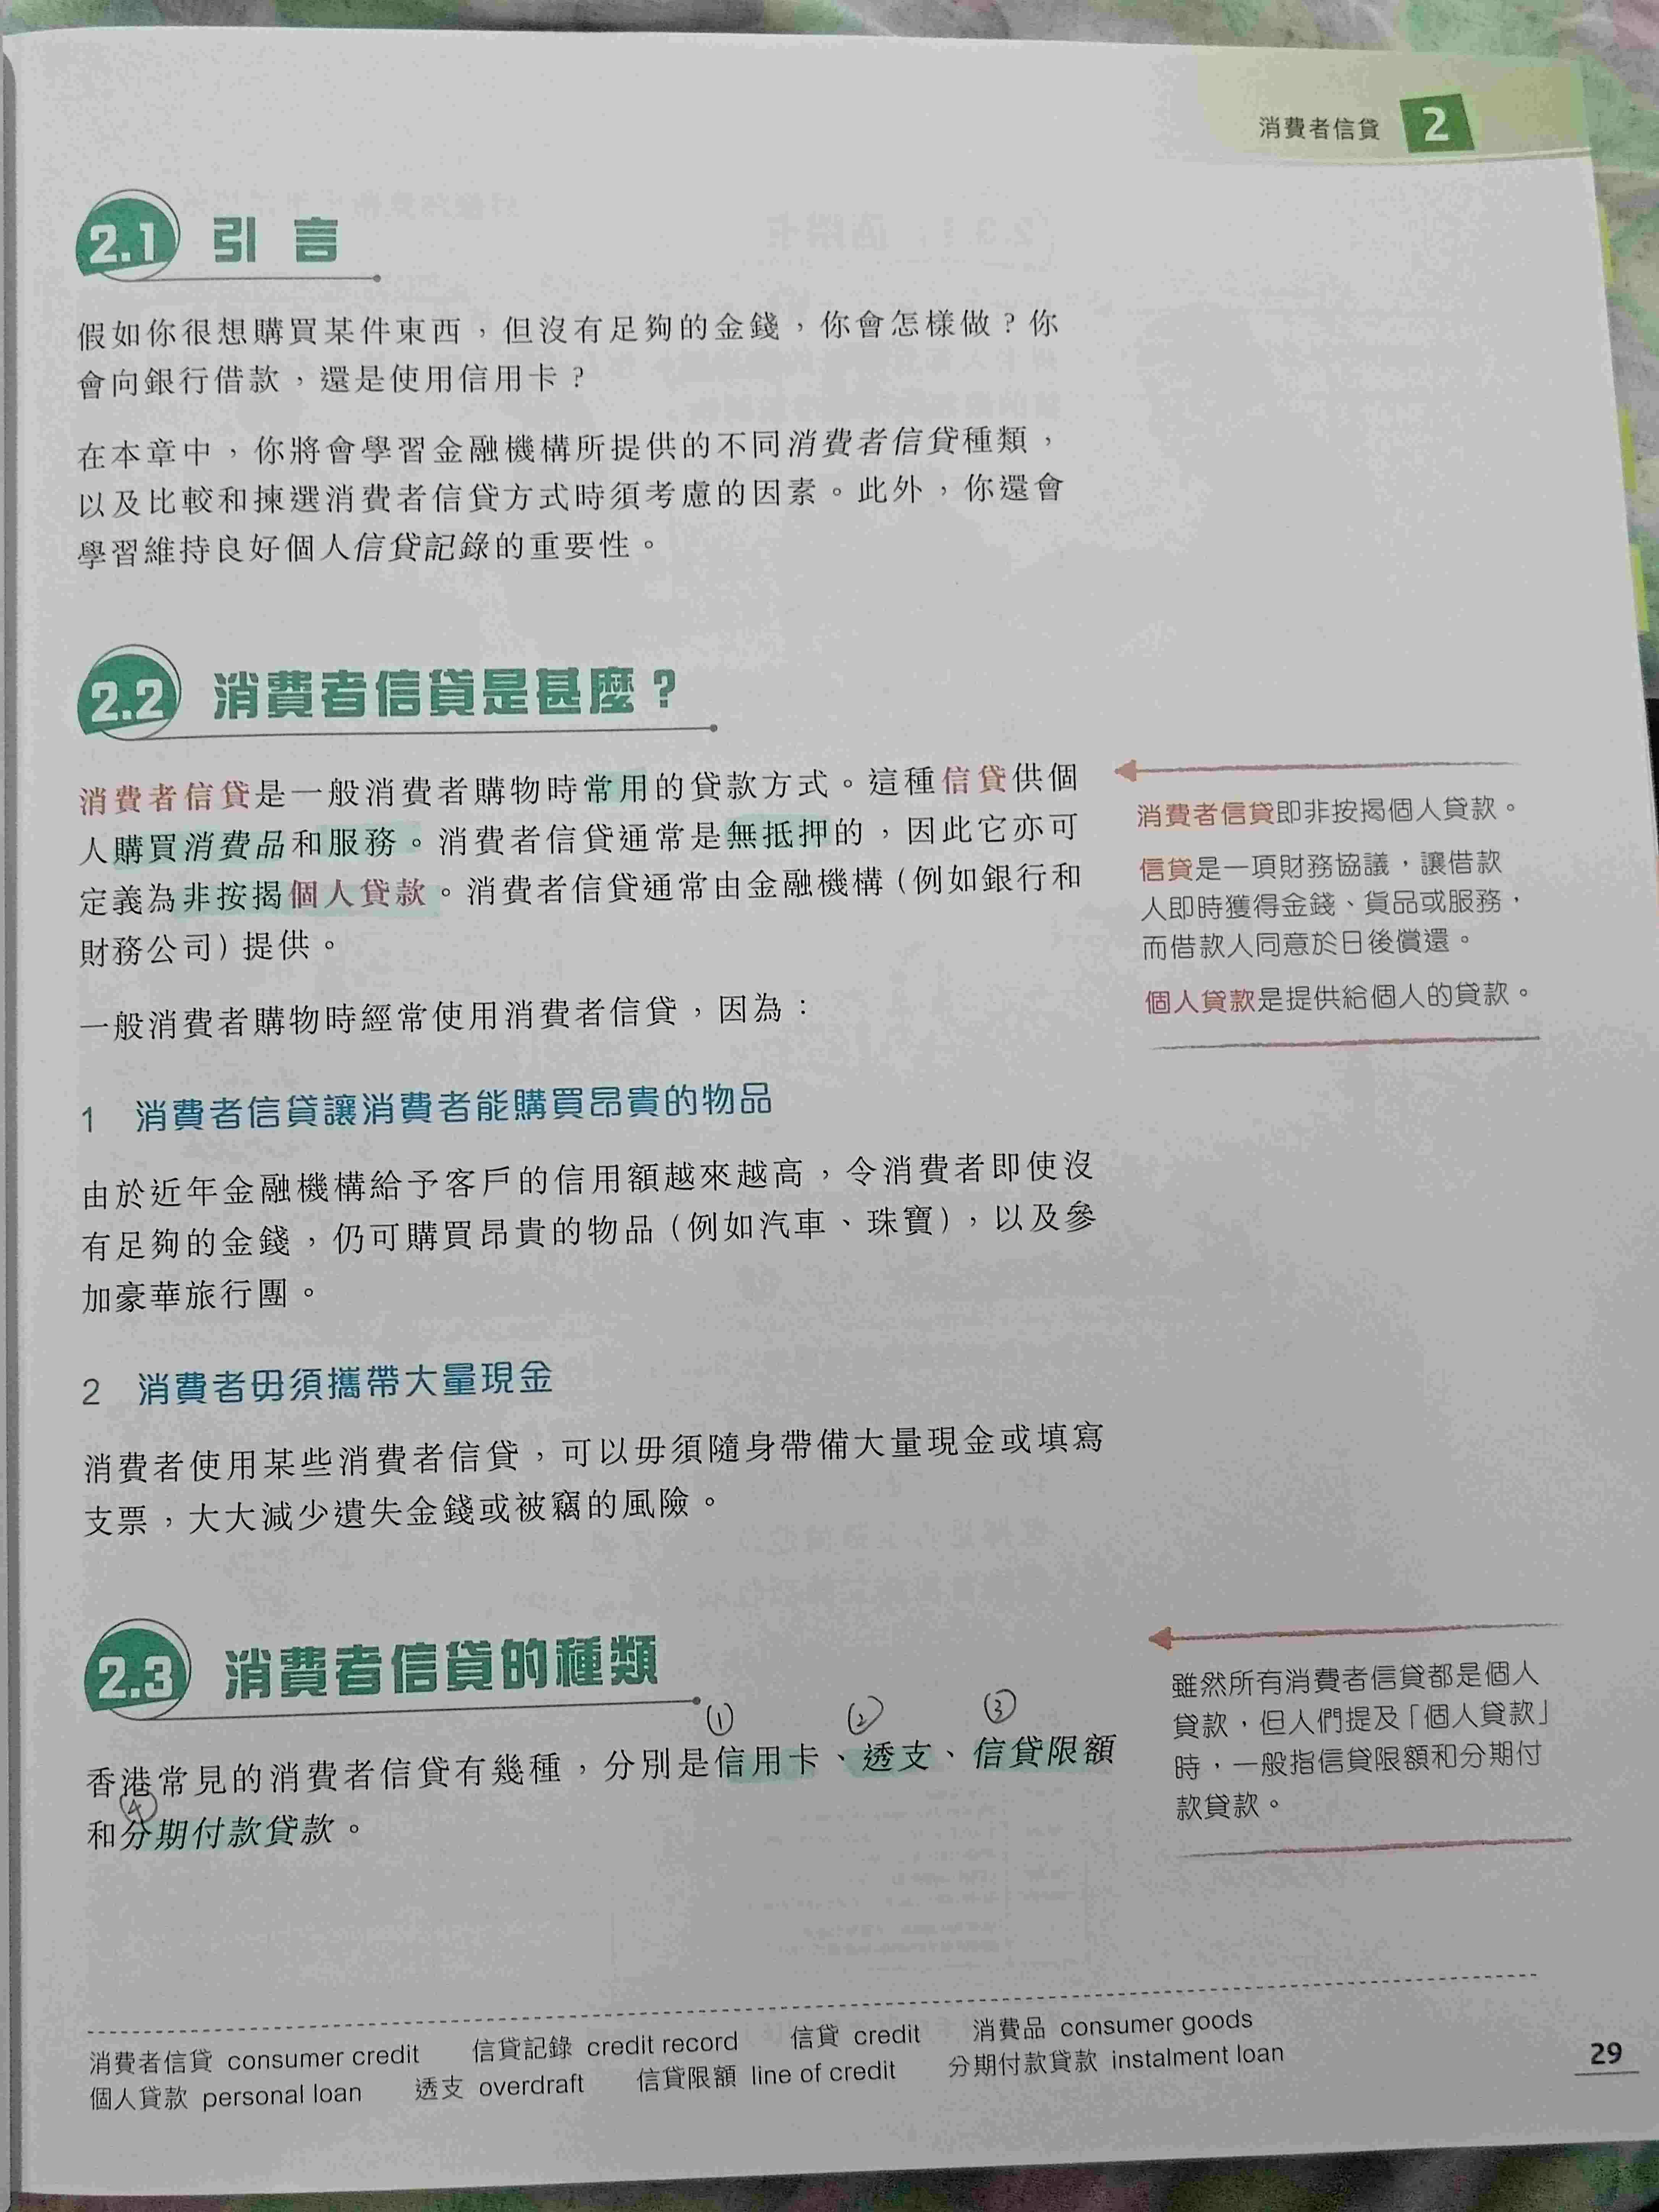 消費者信貸 2
2.1 引言
假如你很想購買某件東西，但沒有足夠的金錢，你會怎樣做？你
會向銀行借款，還是使用信用卡？
在本章中，你將會學習金融機構所提供的不同消費者信貸種類，
以及比較和揀選消費者信貸方式時須考慮的因素。此外，你還會
學習維持良好個人信貸記錄的重要性。
2.2 消費者信貸是甚麼？
消費者信貸是一般消費者購物時常用的貸款方式。這種信貸供個
人購買消費品和服務。消費者信貸通常是無抵押的，因此它亦可
定義為非按揭個人貸款。消費者信貸通常由金融機構（例如銀行和
財務公司）提供。
消費者信貸即非按揭個人貸款。
信貸是一項財務協議，讓借款
人即時獲得金錢、貨品或服務，
而借款人同意於日後償還。
個人貸款是提供給個人的貸款。
一般消費者購物時經常使用消費者信貸，因為：
1 消費者信貸讓消費者能購買昂貴的物品
由於近年金融機構給予客戶的信用額越來越高，令消費者即使沒
有足夠的金錢，仍可購買昂貴的物品（例如汽車、珠寶），以及參
加豪華旅行團。
2 消費者毋須攜帶大量現金
消費者使用某些消費者信貸，可以毋須隨身帶備大量現金或填寫
支票，大大減少遺失金錢或被竊的風險。
2.3 消費者信貸的種類
① ② ③
香港常見的消費者信貸有幾種，分別是信用卡、透支、信貸限額
④
和分期付款貸款。
雖然所有消費者信貸都是個人
貸款，但人們提及「個人貸款」
時，一般指信貸限額和分期付
款貸款。
消費者信貸 consumer credit 信貸記錄 credit record 信貸 credit 消費品 consumer goods
個人貸款 personal loan 透支 overdraft 信貸限額 line of credit 分期付款貸款 instalment loan
29